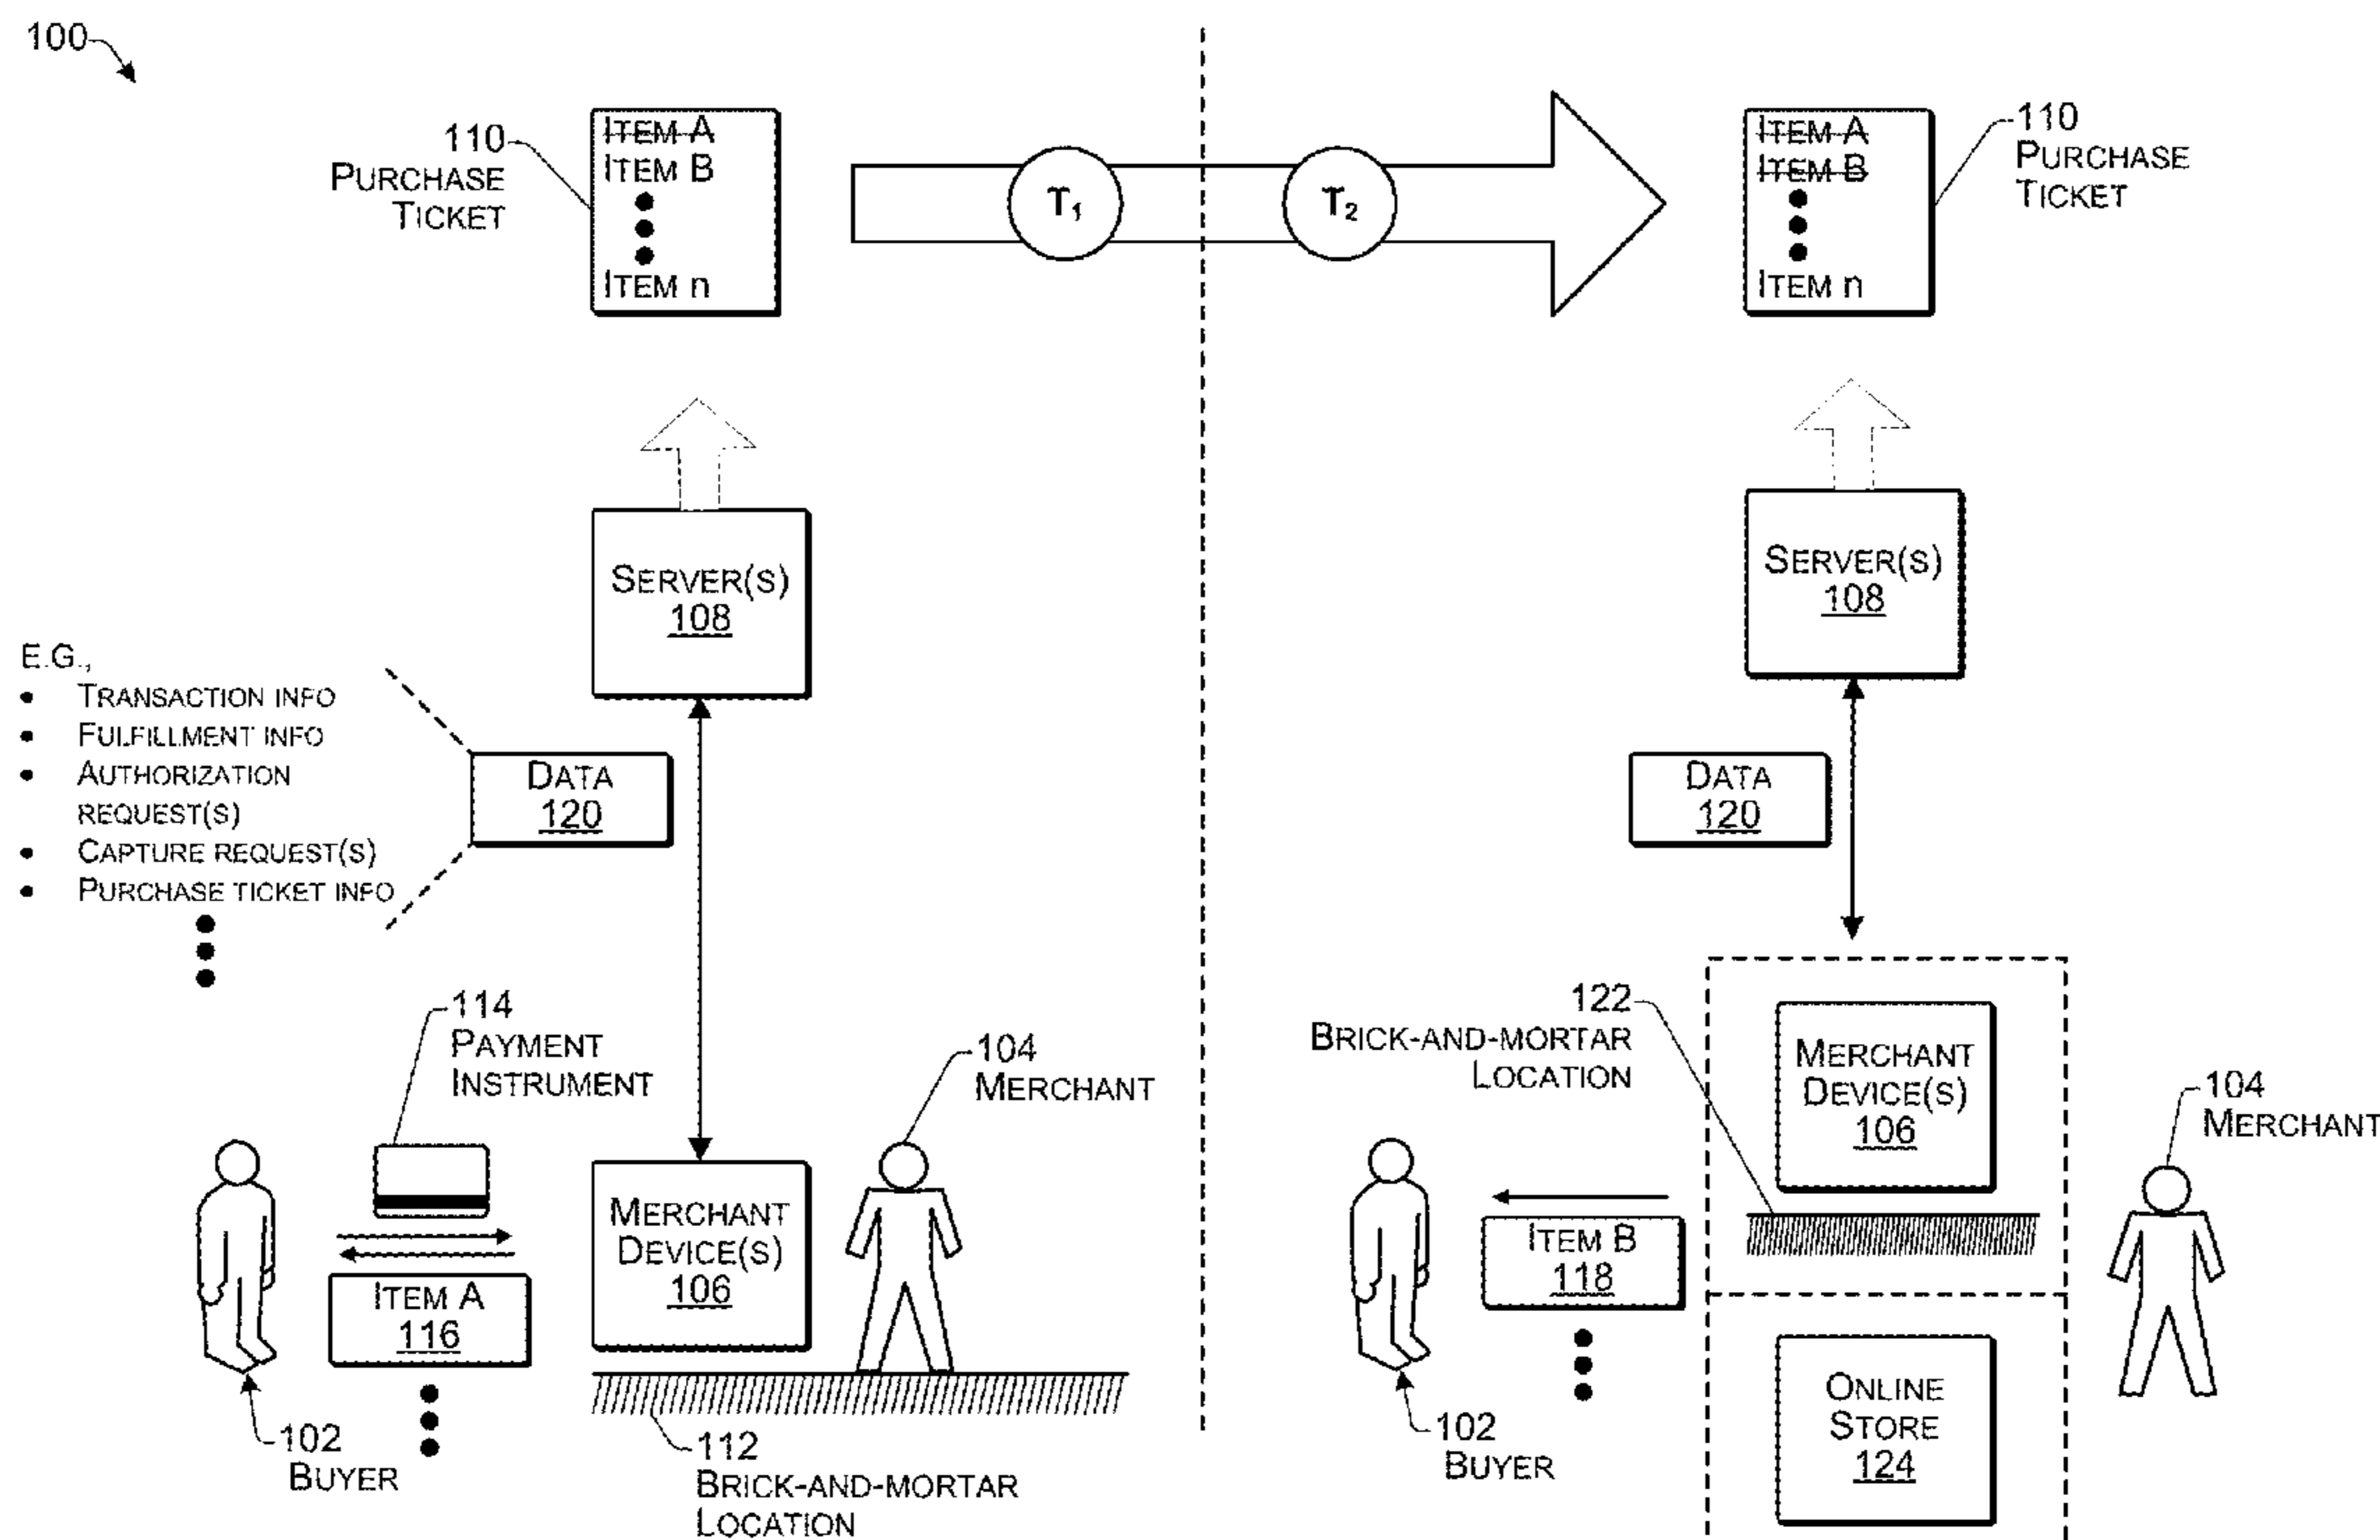 100
110
PURCHASE
TICKET
ITEM A
ITEM B
ITEM n
T₁
T₂
ITEM A
ITEM B
ITEM n
110
PURCHASE
TICKET
SERVER(S)
108
E.G.,
• TRANSACTION INFO
• FULFILLMENT INFO
• AUTHORIZATION
REQUEST(S)
• CAPTURE REQUEST(S)
• PURCHASE TICKET INFO
DATA
120
114
PAYMENT
INSTRUMENT
104
MERCHANT
MERCHANT
DEVICE(S)
106
ITEM A
116
102
BUYER
112
BRICK-AND-MORTAR
LOCATION
SERVER(S)
108
DATA
120
122
BRICK-AND-MORTAR
LOCATION
MERCHANT
DEVICE(S)
106
104
MERCHANT
ITEM B
118
102
BUYER
ONLINE
STORE
124